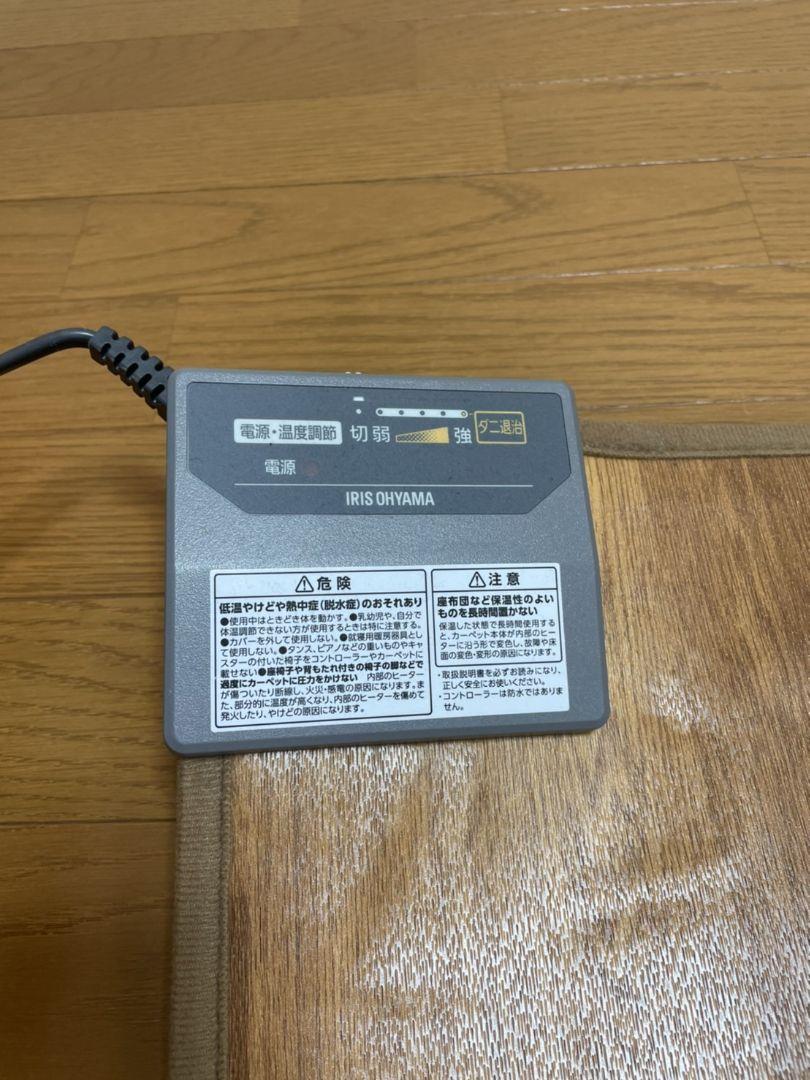 電源・温度調節 切 弱 強 ダニ退治
電源
IRIS OHYAMA
⚠危険
低温やけどや熱中症(脱水症)のおそれあり
●使用中はときどき体を動かす。●乳幼児や、自分で
体温調節できない方が使用するときは特に注意する。
●カバーを外して使用しない。●就寝用暖房器具とし
て使用しない。●タンス、ピアノなどの重いものやキャ
スターの付いた椅子をコントローラーやカーペットに
載せない●座椅子や背もたれ付きの椅子の脚などで
過度にカーペットに圧力をかけない 内部のヒーター
が傷ついたり断線し、火災・感電の原因になります。ま
た、部分的に温度が高くなり、内部のヒーターを傷めて
発火したり、やけどの原因になります。
⚠注意
座布団など保温性のよい
ものを長時間置かない
保温した状態で長時間使用する
と、カーペット本体が内部のヒー
ターに沿う形で変色し、故障や床
面の変色・変形の原因になります。
・取扱説明書を必ずお読みになり、
正しく安全にお使いください。
・コントローラーは防水ではありま
せん。